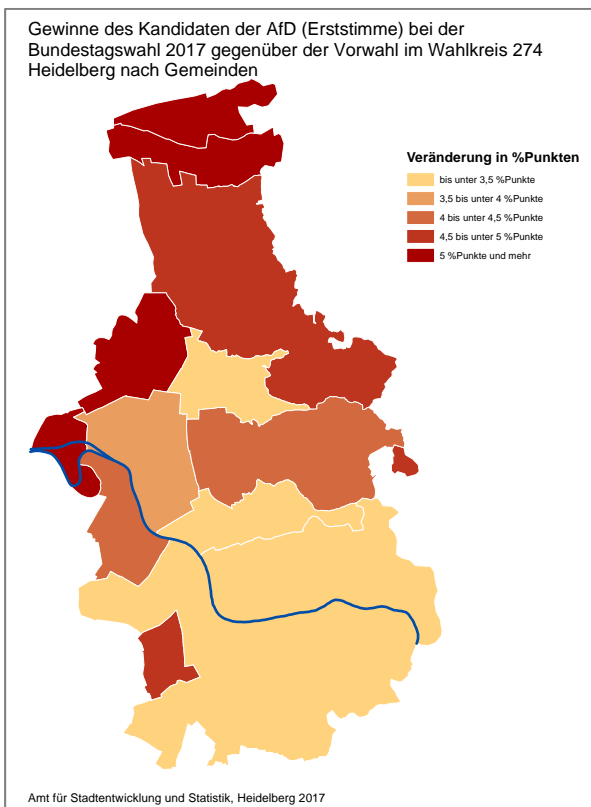 Gewinne des Kandidaten der AfD (Erststimme) bei der
Bundestagswahl 2017 gegenüber der Vorwahl im Wahlkreis 274
Heidelberg nach Gemeinden
Veränderung in %Punkten
bis unter 3,5 %Punkte
3,5 bis unter 4 %Punkte
4 bis unter 4,5 %Punkte
4,5 bis unter 5 %Punkte
5 %Punkte und mehr
Amt für Stadtentwicklung und Statistik, Heidelberg 2017